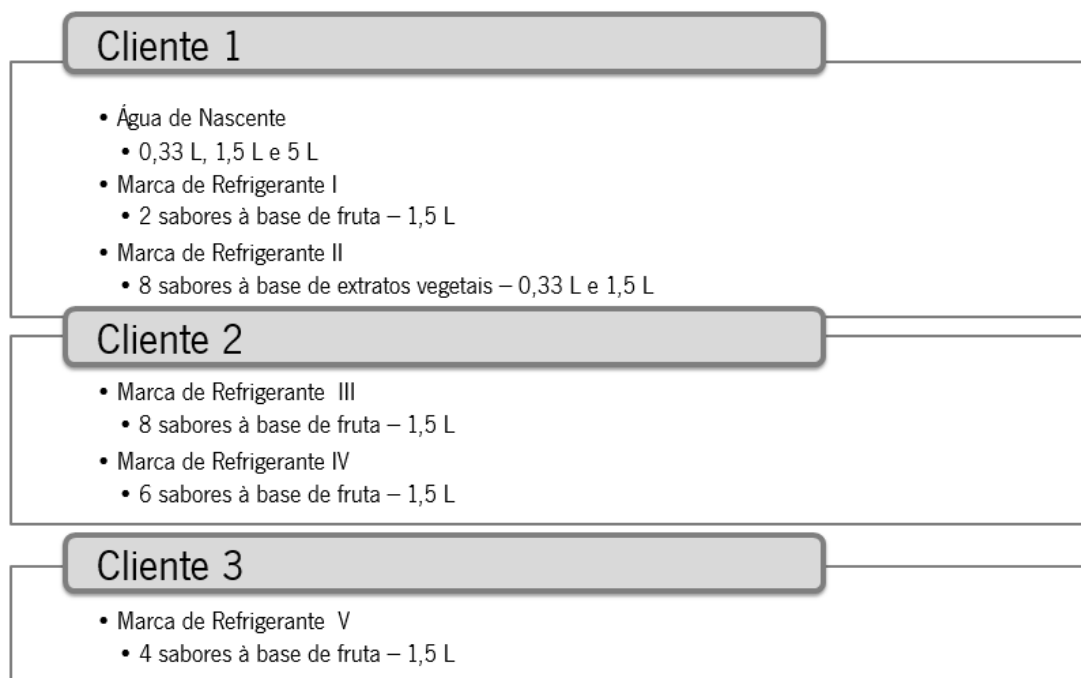 Cliente 1
• Água de Nascente
• 0,33 L, 1,5 L e 5 L
• Marca de Refrigerante I
• 2 sabores à base de fruta – 1,5 L
• Marca de Refrigerante II
• 8 sabores à base de extratos vegetais – 0,33 L e 1,5 L
Cliente 2
• Marca de Refrigerante III
• 8 sabores à base de fruta – 1,5 L
• Marca de Refrigerante IV
• 6 sabores à base de fruta – 1,5 L
Cliente 3
• Marca de Refrigerante V
• 4 sabores à base de fruta – 1,5 L